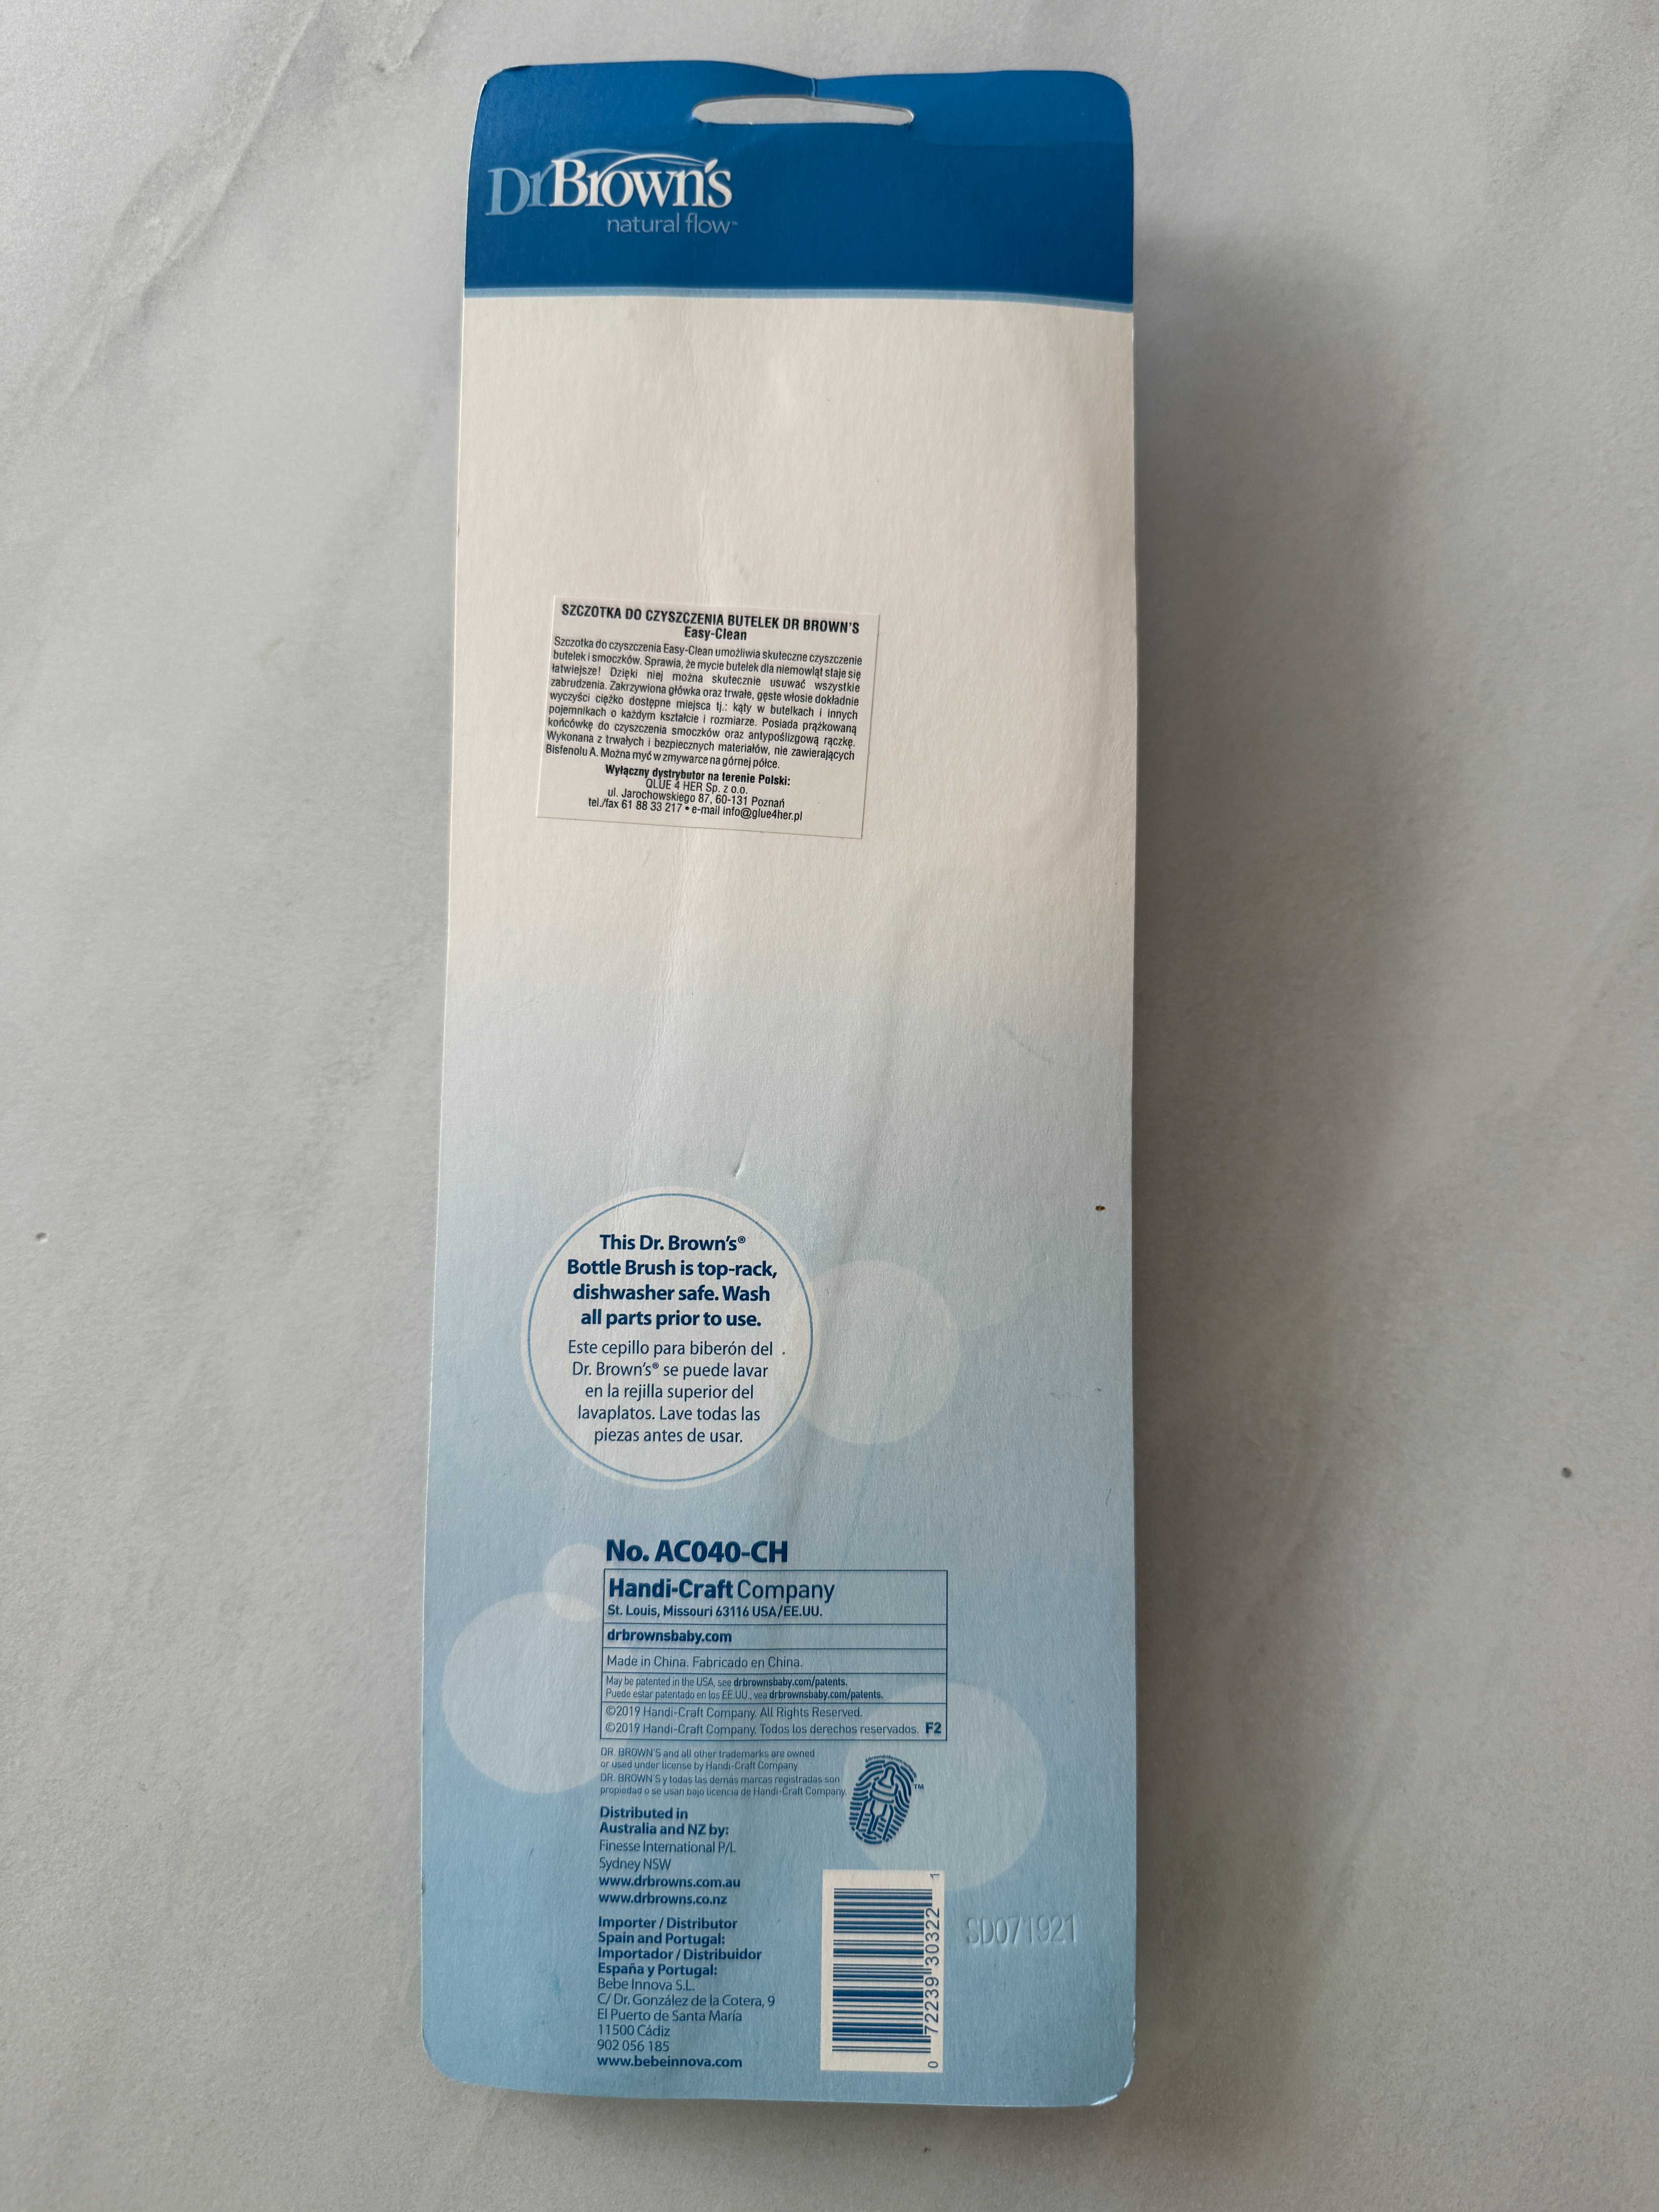 DrBrown's
natural flow™
SZCZOTKA DO CZYSZCZENIA BUTELEK DR BROWN'S
Easy-Clean
Szczotka do czyszczenia Easy-Clean umożliwia skuteczne czyszczenie
butelek i smoczków. Sprawia, że mycie butelek dla niemowląt staje się
łatwiejsze! Dzięki niej można skutecznie usuwać wszystkie
zabrudzenia. Zakrzywiona główka oraz trwałe, gęste włosie dokładnie
wyczyści ciężko dostępne miejsca tj.: kąty w butelkach i innych
pojemnikach o każdym kształcie i rozmiarze. Posiada prążkowaną
końcówkę do czyszczenia smoczków oraz antypoślizgową rączkę.
Wykonana z trwałych i bezpiecznych materiałów, nie zawierających
Bisfenolu A. Można myć w zmywarce na górnej półce.
Wyłączny dystrybutor na terenie Polski:
QLUE 4 HER Sp. z o.o.
ul. Jarochowskiego 87, 60-131 Poznań
tel./fax 61 88 33 217 • e-mail info@glue4her.pl
This Dr. Brown's®
Bottle Brush is top-rack,
dishwasher safe. Wash
all parts prior to use.
Este cepillo para biberón del
Dr. Brown's® se puede lavar
en la rejilla superior del
lavaplatos. Lave todas las
piezas antes de usar.
No. AC040-CH
Handi-Craft Company
St. Louis, Missouri 63116 USA/EE.UU.
drbrownsbaby.com
Made in China. Fabricado en China.
May be patented in the USA, see drbrownsbaby.com/patents.
Puede estar patentado en los EE.UU., vea drbrownsbaby.com/patents.
©2019 Handi-Craft Company. All Rights Reserved.
©2019 Handi-Craft Company. Todos los derechos reservados. F2
DR. BROWN'S and all other trademarks are owned
or used under license by Handi-Craft Company
DR. BROWN'S y todas las demás marcas registradas son
propiedad o se usan bajo licencia de Handi-Craft Company.
™
Distributed in
Australia and NZ by:
Finesse International P/L
Sydney NSW
www.drbrowns.com.au
www.drbrowns.co.nz
Importer / Distributor
Spain and Portugal:
Importador / Distribuidor
España y Portugal:
Bebe Innova S.L.
C/ Dr. González de la Cotera, 9
El Puerto de Santa María
11500 Cádiz
902 056 185
www.bebeinnova.com
0 72239 30322 1
SD071921